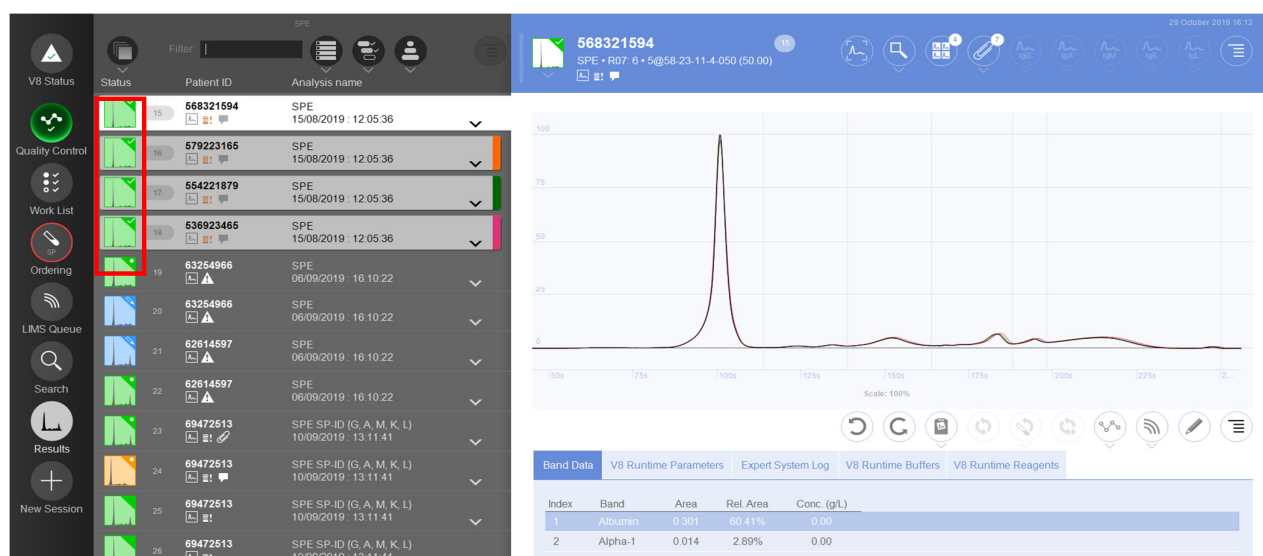 SPE
29 October 2019 16:13
V8 Status
Quality Control
Work List
SP
Ordering
LIMS Queue
Search
Results
New Session
Filter:
Status
Patient ID
Analysis name
15
568321594
SPE
15/08/2019 : 12:05:36
16
579223165
SPE
15/08/2019 : 12:05:36
17
554221879
SPE
15/08/2019 : 12:05:36
18
536923465
SPE
15/08/2019 : 12:05:36
19
63254966
SPE
06/09/2019 : 16:10:22
20
63254966
SPE
06/09/2019 : 16:10:22
21
62614597
SPE
06/09/2019 : 16:10:22
22
62614597
SPE
06/09/2019 : 16:10:22
23
69472513
SPE SP-ID {G, A, M, K, L}
10/09/2019 : 13:11:41
24
69472513
SPE SP-ID {G, A, M, K, L}
10/09/2019 : 13:11:41
25
69472513
SPE SP-ID {G, A, M, K, L}
10/09/2019 : 13:11:41
26
69472513
SPE SP-ID {G, A, M, K, L}
10/09/2019 : 13:11:41
568321594
15
SPE • R07: 6 • 5@58-23-11-4-050 (50.00)
4
7
IgG
IgA
IgM
IgK
IgL
100
75
50
25
0
50s
75s
100s
125s
150s
175s
200s
225s
2...
Scale: 100%
Band Data
V8 Runtime Parameters
Expert System Log
V8 Runtime Buffers
V8 Runtime Reagents
Index Band Area Rel. Area Conc. (g/L)
1 Albumin 0.301 60.41% 0.00
2 Alpha-1 0.014 2.89% 0.00